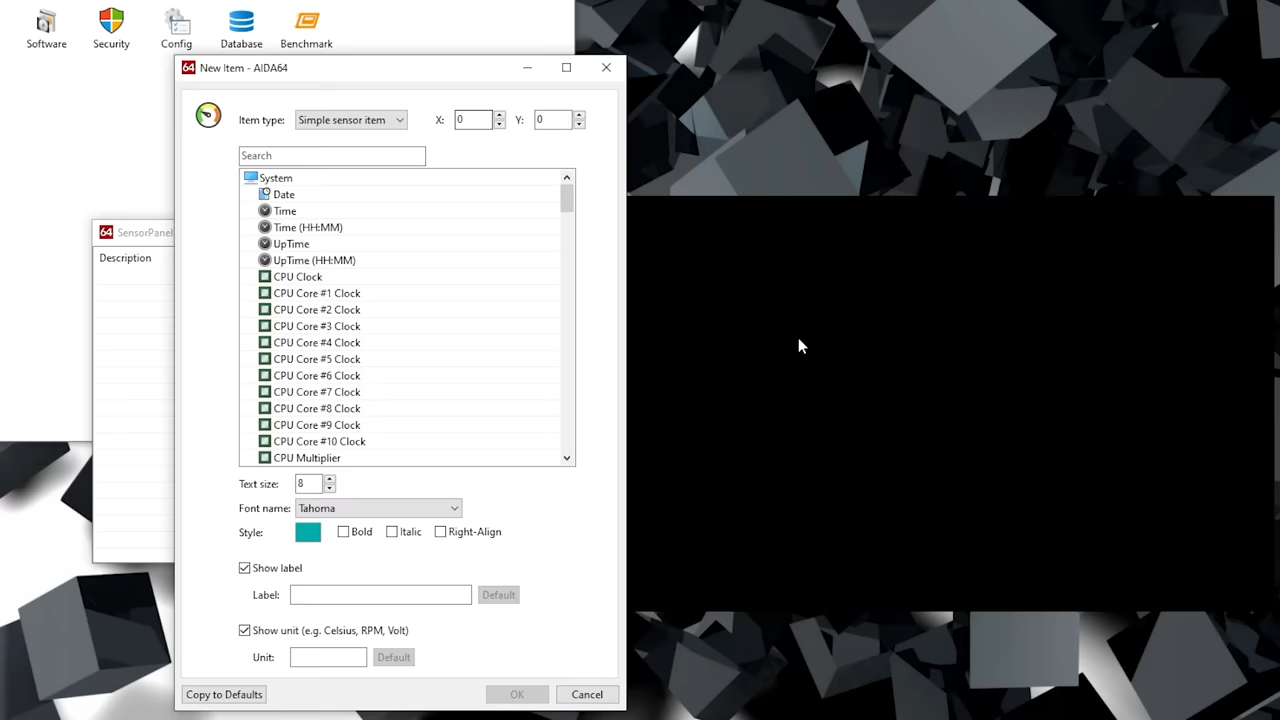 Software Security Config Database Benchmark
64 New Item - AIDA64
Item type: Simple sensor item X: 0 Y: 0
Search
System
Date
Time
Time (HH:MM)
UpTime
UpTime (HH:MM)
CPU Clock
CPU Core #1 Clock
CPU Core #2 Clock
CPU Core #3 Clock
CPU Core #4 Clock
CPU Core #5 Clock
CPU Core #6 Clock
CPU Core #7 Clock
CPU Core #8 Clock
CPU Core #9 Clock
CPU Core #10 Clock
CPU Multiplier
64 SensorPanel
Description
Text size: 8
Font name: Tahoma
Style: Bold Italic Right-Align
Show label
Label: Default
Show unit (e.g. Celsius, RPM, Volt)
Unit: Default
Copy to Defaults OK Cancel